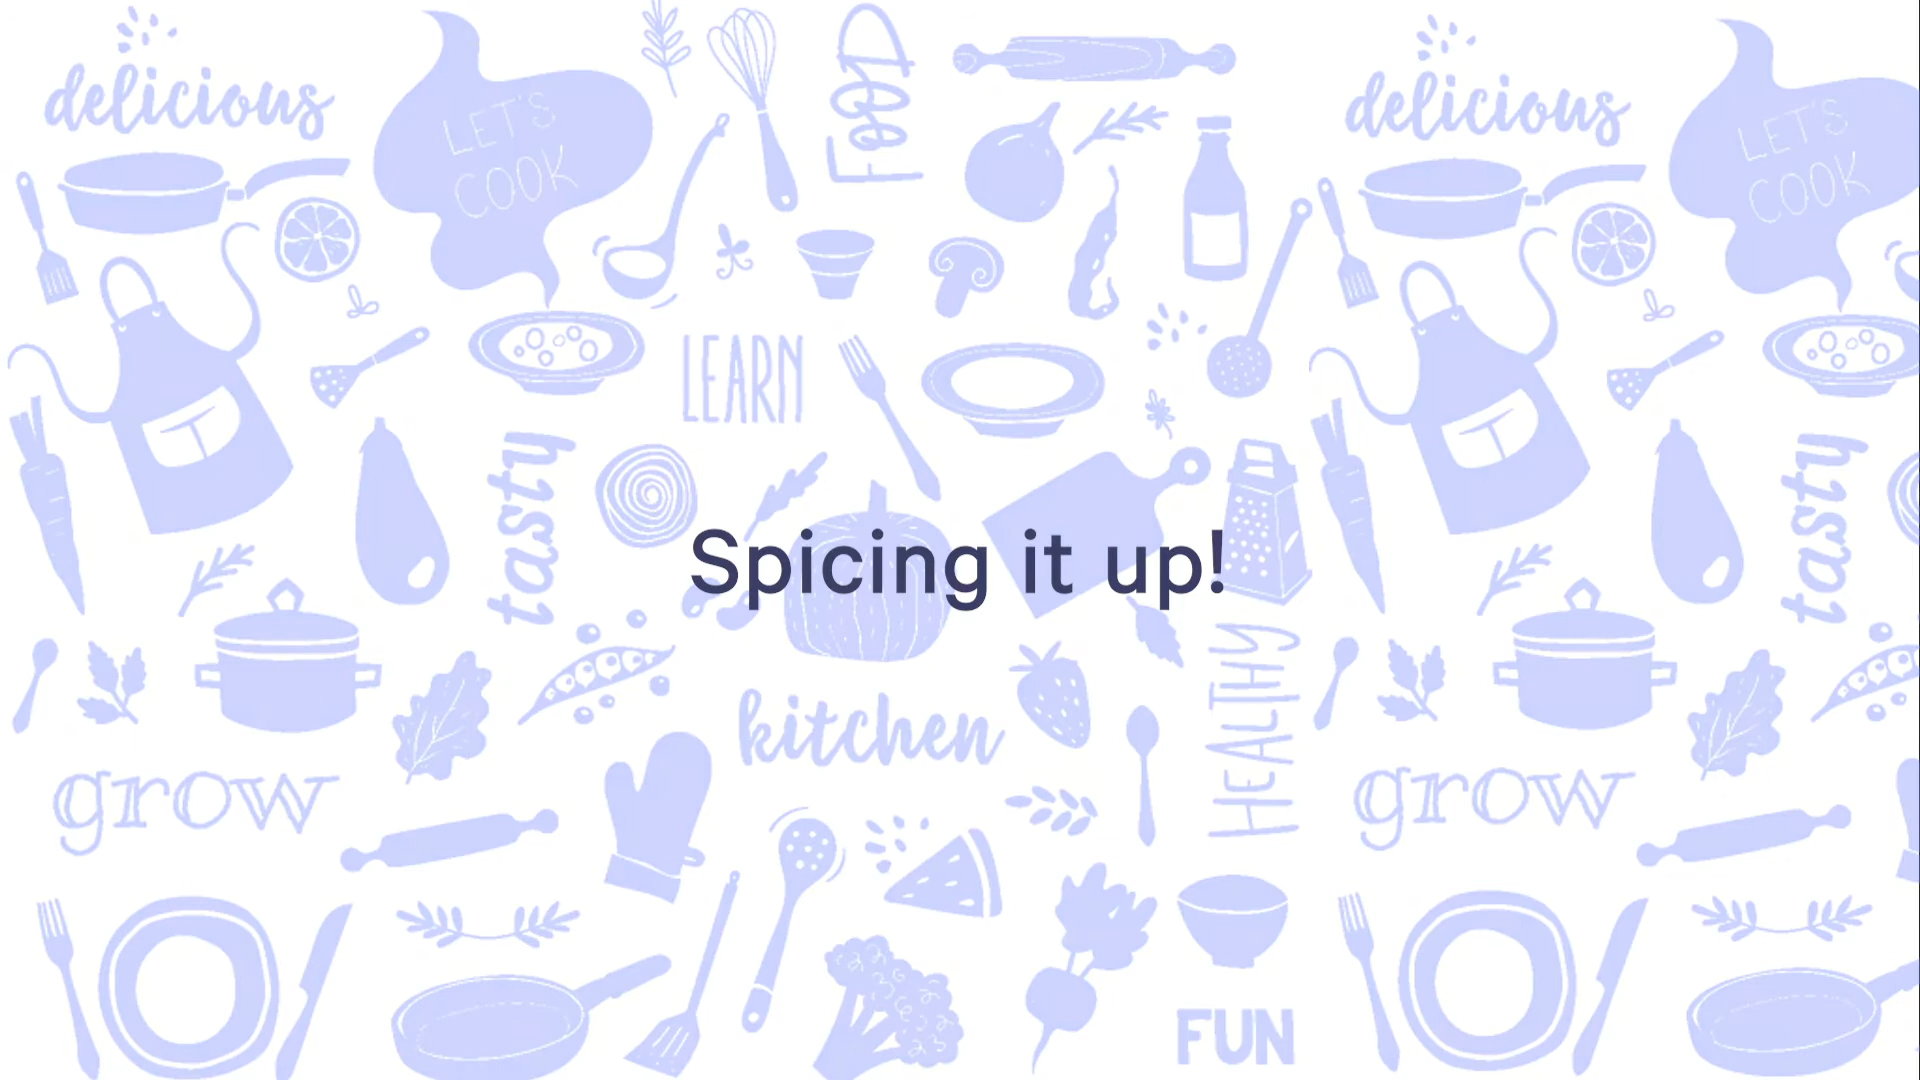 delicious
LET'S
COOK
FOOD
delicious
LET'S
COOK
LEARN
tasty
tasty
Spicing it up!
HEALTHY
kitchen
grow
grow
FUN